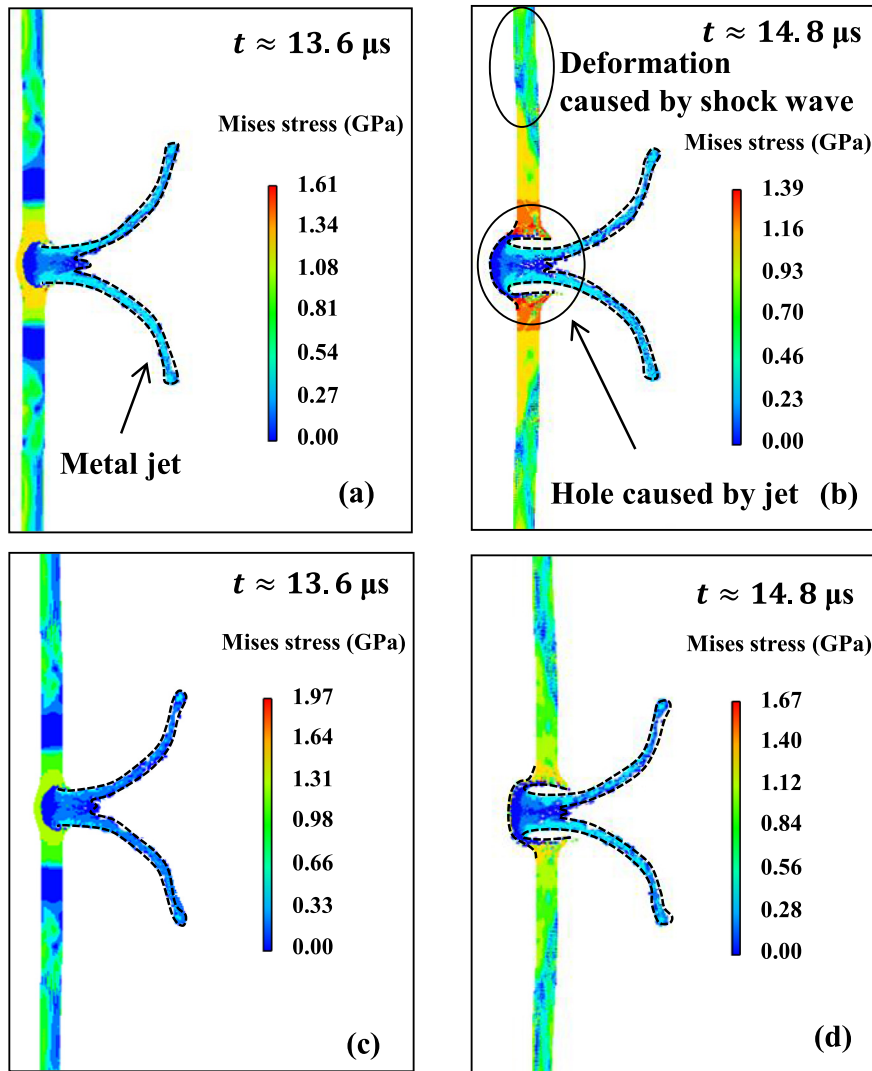 t ≈ 13.6 μs
Mises stress (GPa)
1.61
1.34
1.08
0.81
0.54
0.27
0.00
Metal jet
(a)
t ≈ 14.8 μs
Deformation
caused by shock wave
Mises stress (GPa)
1.39
1.16
0.93
0.70
0.46
0.23
0.00
Hole caused by jet (b)
t ≈ 13.6 μs
Mises stress (GPa)
1.97
1.64
1.31
0.98
0.66
0.33
0.00
(c)
t ≈ 14.8 μs
Mises stress (GPa)
1.67
1.40
1.12
0.84
0.56
0.28
0.00
(d)